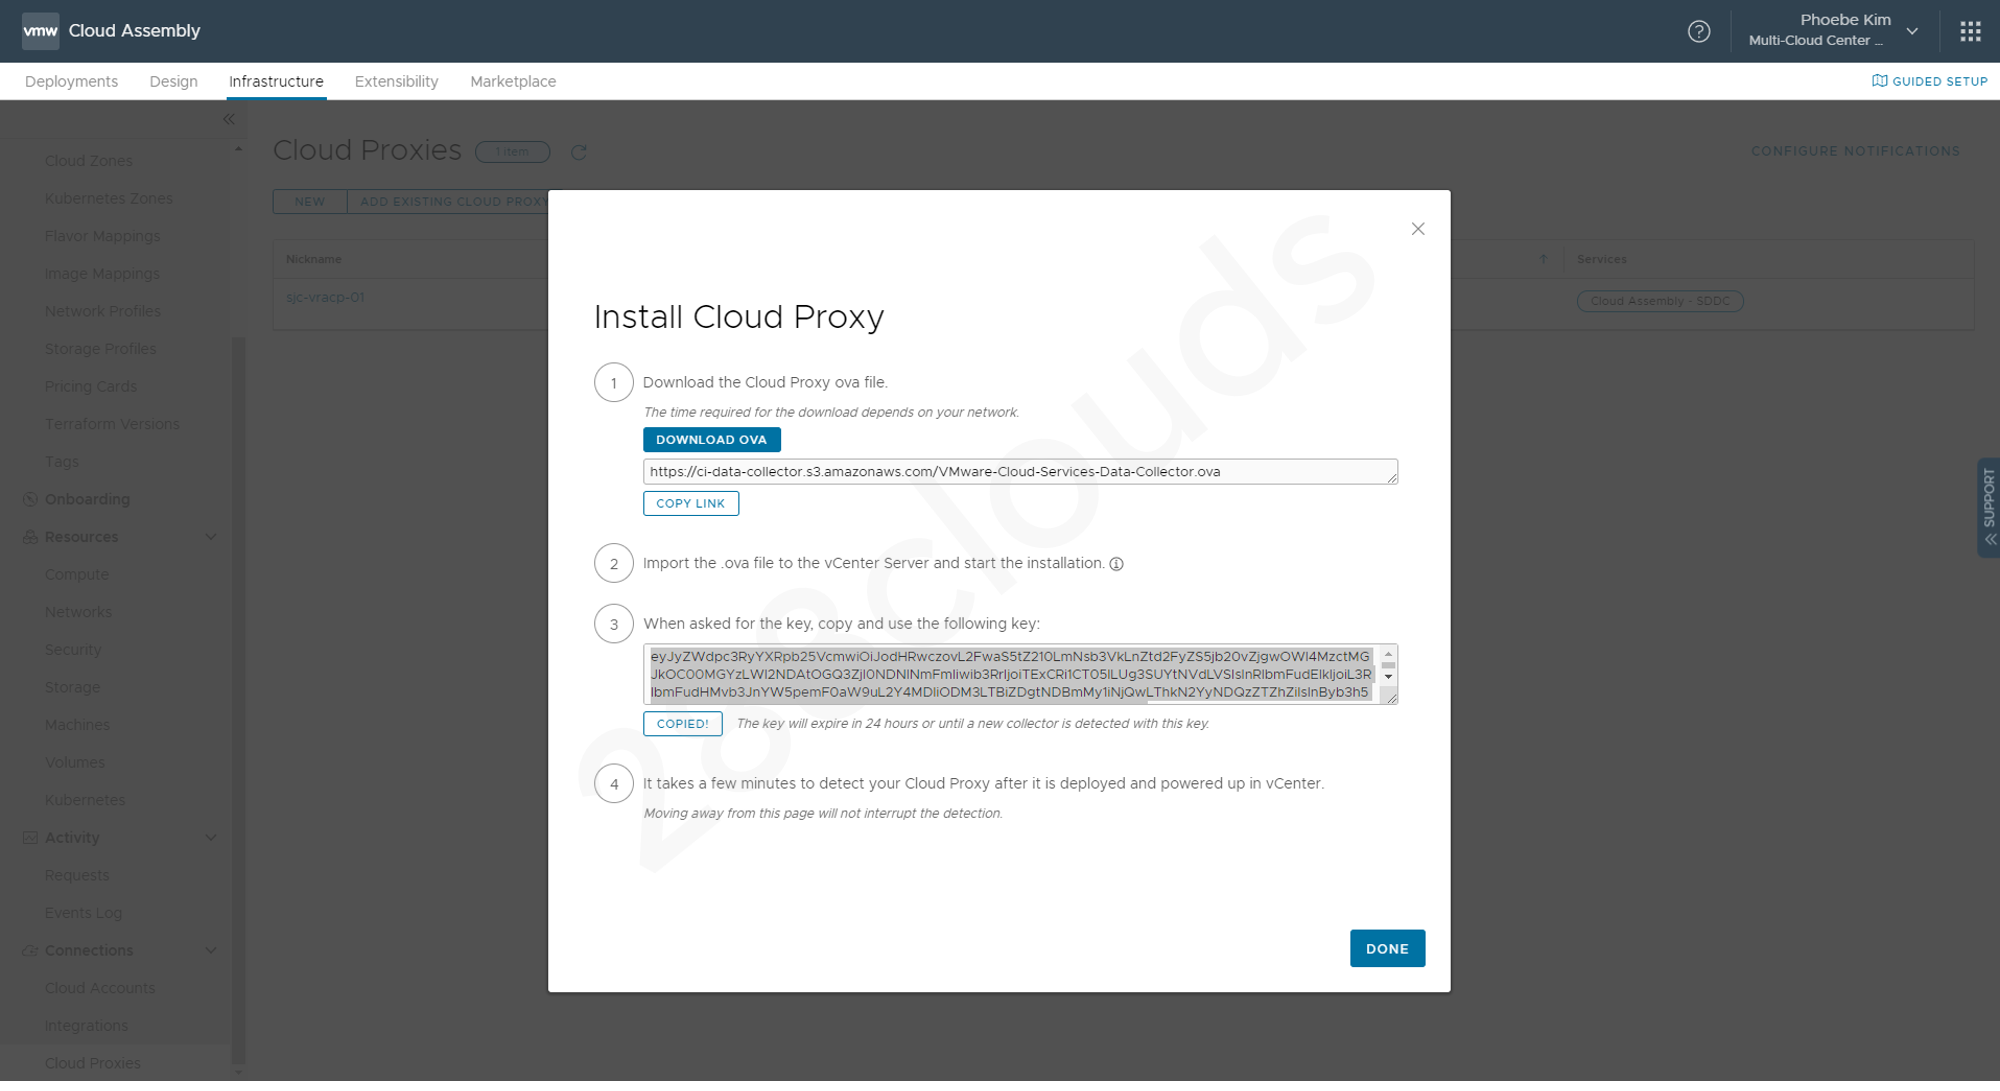 vmw Cloud Assembly
Phoebe Kim
Multi-Cloud Center ...
Deployments Design Infrastructure Extensibility Marketplace
GUIDED SETUP
Cloud Proxies 1 item
CONFIGURE NOTIFICATIONS
NEW ADD EXISTING CLOUD PROXY
Nickname
Services
sjc-vracp-01
Cloud Assembly - SDDC
Cloud Zones
Kubernetes Zones
Flavor Mappings
Image Mappings
Network Profiles
Storage Profiles
Pricing Cards
Terraform Versions
Tags
Onboarding
Resources
Compute
Networks
Security
Storage
Machines
Volumes
Kubernetes
Activity
Requests
Events Log
Connections
Cloud Accounts
Integrations
Cloud Proxies
Install Cloud Proxy
1 Download the Cloud Proxy ova file.
The time required for the download depends on your network.
DOWNLOAD OVA
https://ci-data-collector.s3.amazonaws.com/VMware-Cloud-Services-Data-Collector.ova
COPY LINK
2 Import the .ova file to the vCenter Server and start the installation.
3 When asked for the key, copy and use the following key:
COPIED! The key will expire in 24 hours or until a new collector is detected with this key.
4 It takes a few minutes to detect your Cloud Proxy after it is deployed and powered up in vCenter.
Moving away from this page will not interrupt the detection.
DONE
SUPPORT
238clouds